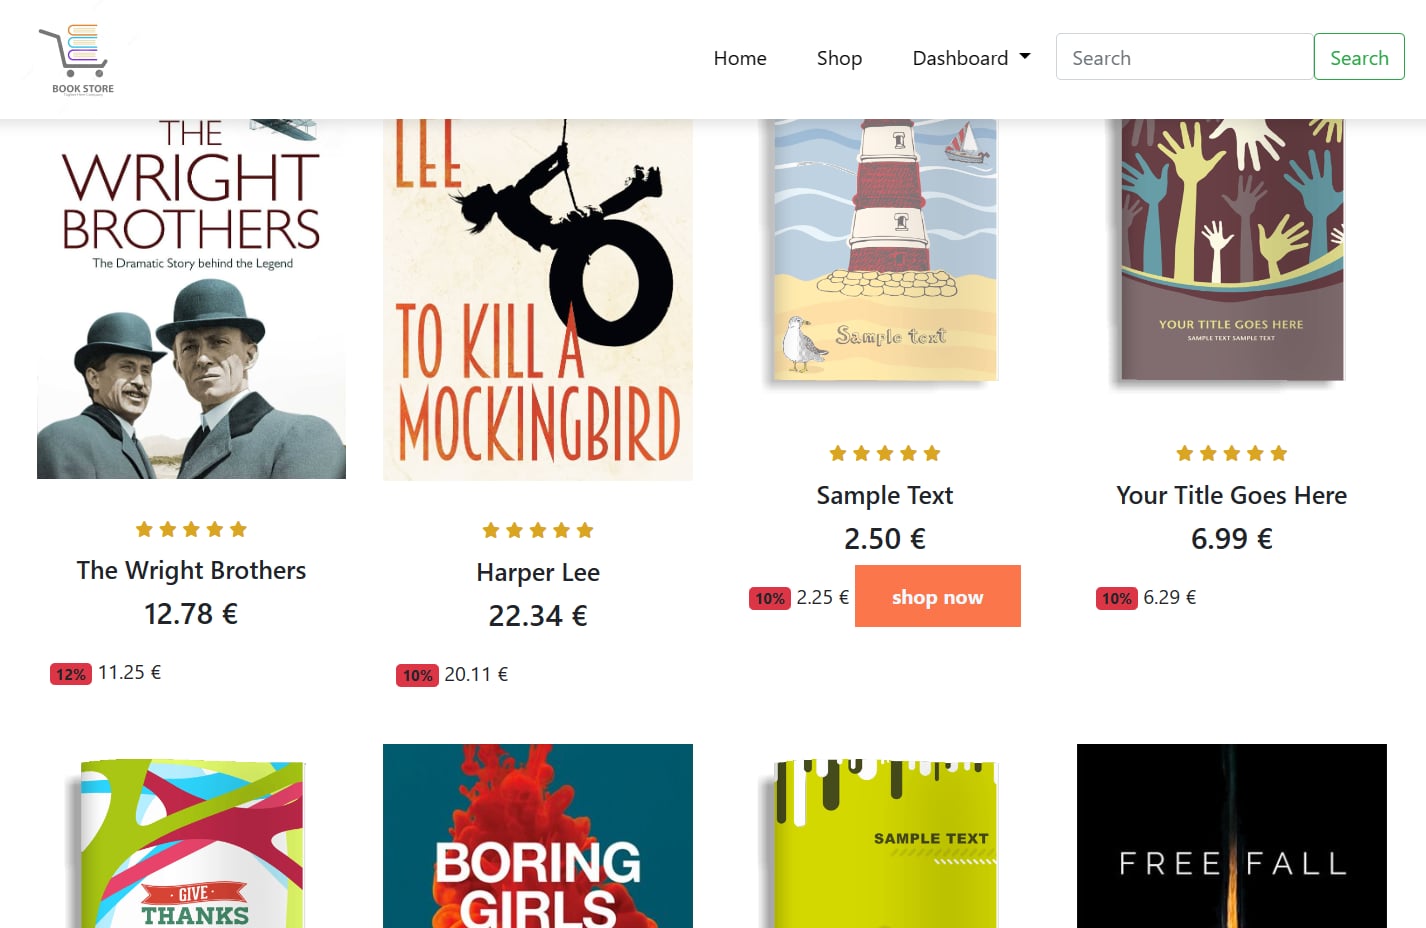 BOOK STORE
Home
Shop
Dashboard
Search
Search
THE
WRIGHT
BROTHERS
The Dramatic Story behind the Legend
LEE
TO KILL A
MOCKINGBIRD
Sample text
YOUR TITLE GOES HERE
SAMPLE TEXT SAMPLE TEXT
The Wright Brothers
12.78 €
12% 11.25 €
Harper Lee
22.34 €
10% 20.11 €
Sample Text
2.50 €
10% 2.25 € shop now
Your Title Goes Here
6.99 €
10% 6.29 €
· GIVE ·
THANKS
BORING
GIRLS
SAMPLE TEXT
FREE FALL